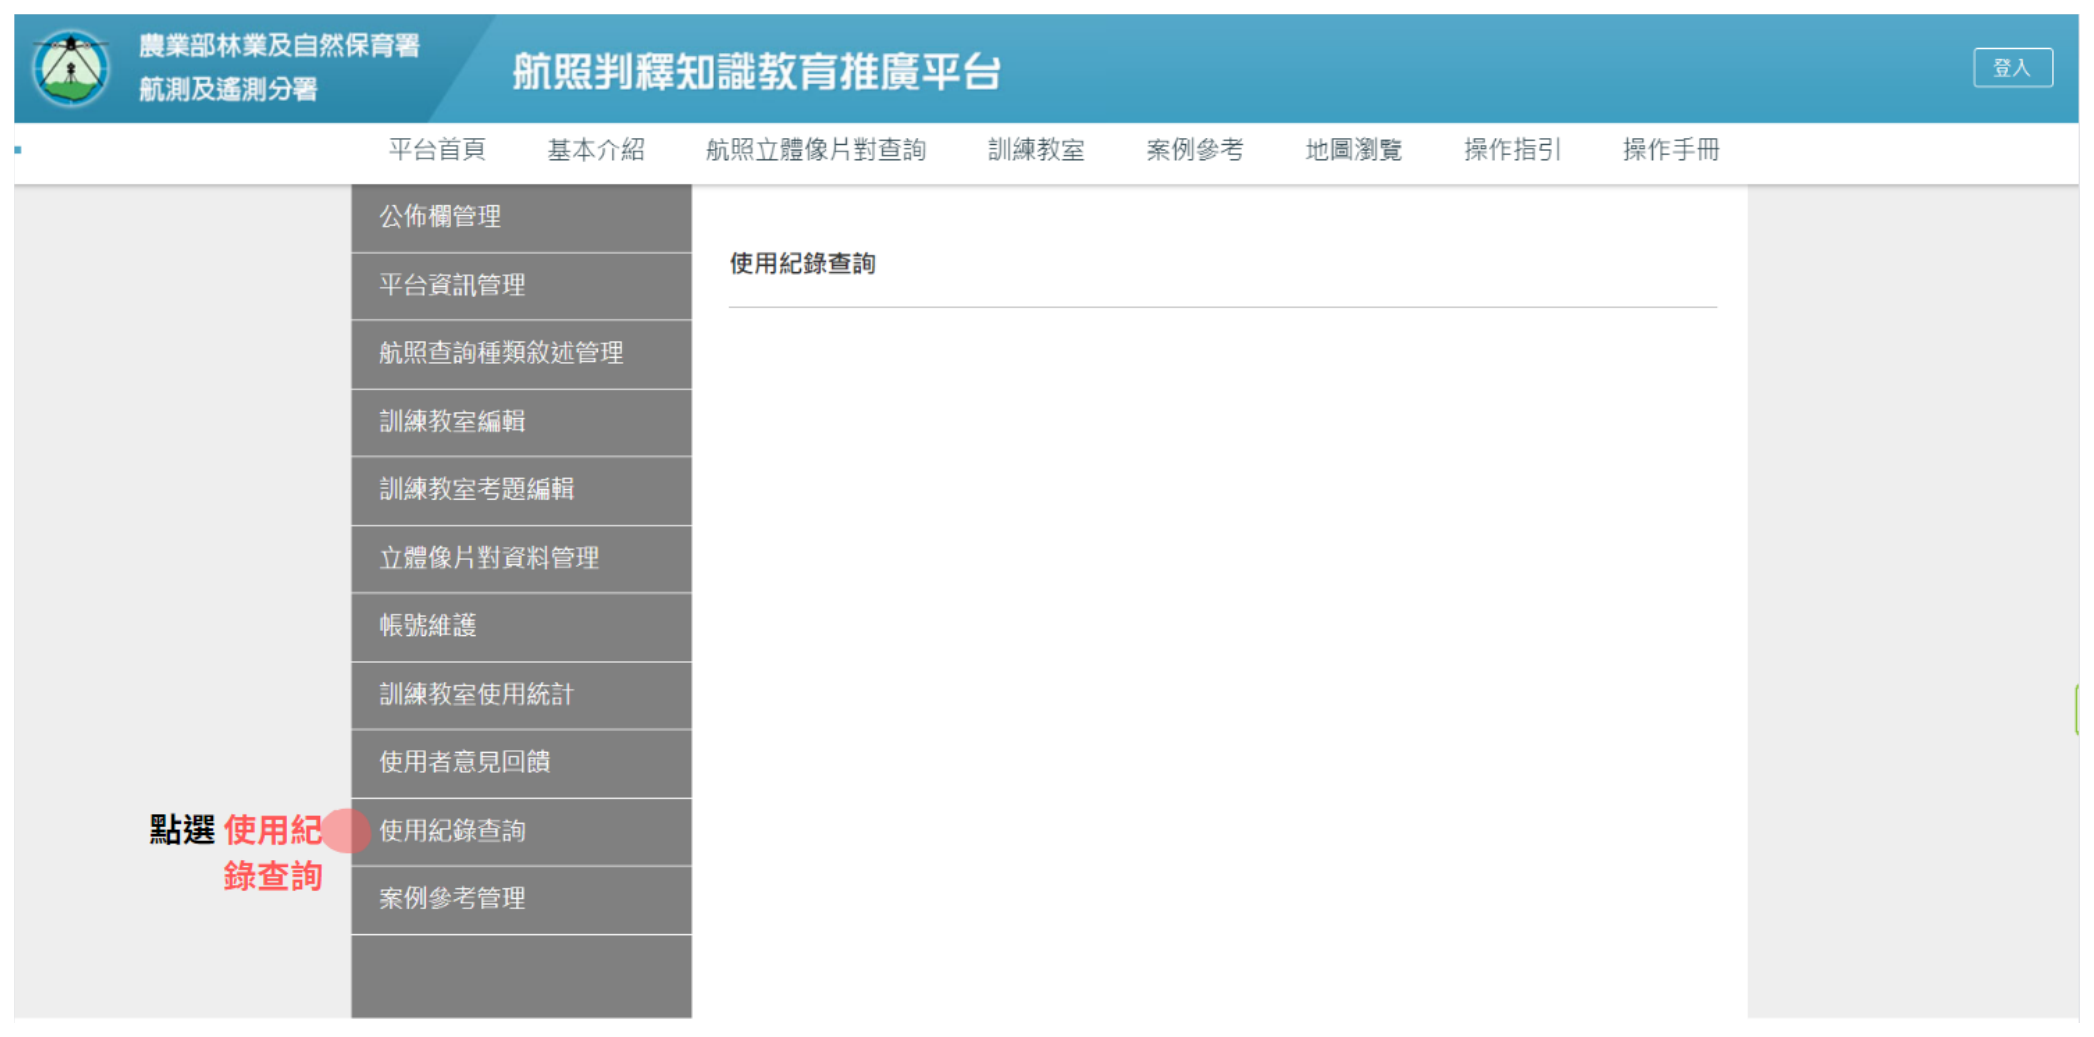 農業部林業及自然保育署
航測及遙測分署
航照判釋知識教育推廣平台
登入
平台首頁 基本介紹 航照立體像片對查詢 訓練教室 案例參考 地圖瀏覽 操作指引 操作手冊
公佈欄管理
平台資訊管理
航照查詢種類敘述管理
訓練教室編輯
訓練教室考題編輯
立體像片對資料管理
帳號維護
訓練教室使用統計
使用者意見回饋
使用紀錄查詢
案例參考管理
使用紀錄查詢
點選 使用紀
錄查詢